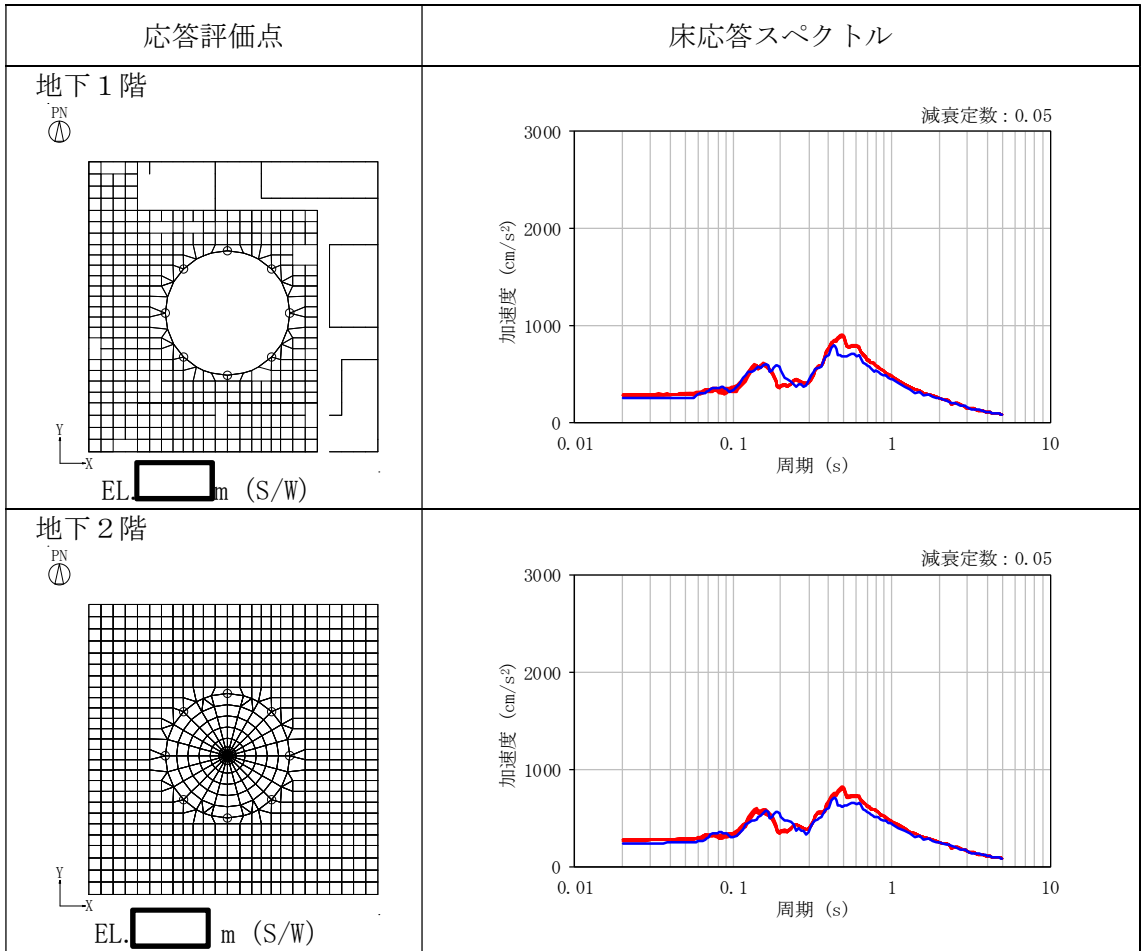 応答評価点
床応答スペクトル
地下1階
PN
Y
X
EL. m (S/W)
減衰定数：0.05
3000
2000
1000
0
加速度 (cm/s²)
0.01
0.1
1
10
周期 (s)
地下2階
PN
Y
X
EL. m (S/W)
減衰定数：0.05
3000
2000
1000
0
加速度 (cm/s²)
0.01
0.1
1
10
周期 (s)